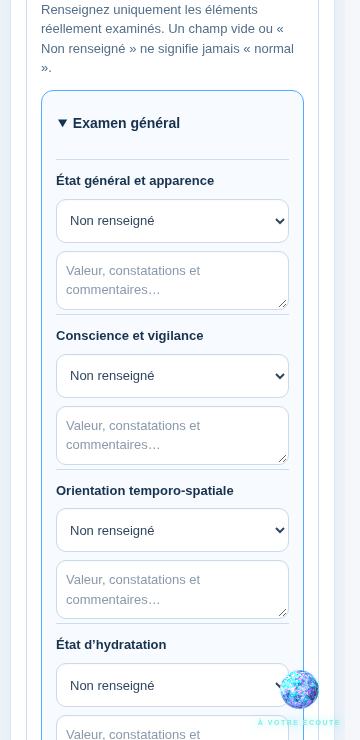 Renseignez uniquement les éléments
réellement examinés. Un champ vide ou «
Non renseigné » ne signifie jamais « normal
».
▼ Examen général
État général et apparence
Non renseigné
Valeur, constatations et
commentaires…
Conscience et vigilance
Non renseigné
Valeur, constatations et
commentaires…
Orientation temporo-spatiale
Non renseigné
Valeur, constatations et
commentaires…
État d’hydratation
Non renseigné
À VOTRE ÉCOUTE
Valeur, constatations et